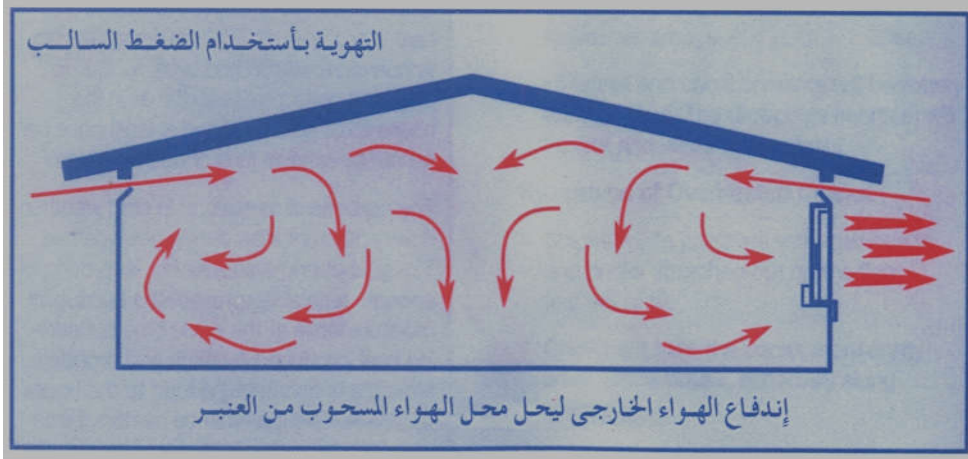 التهوية بأستخدام الضغط السالب
إندفاع الهواء الخارجى ليحل محل الهواء المسحوب من العنبر